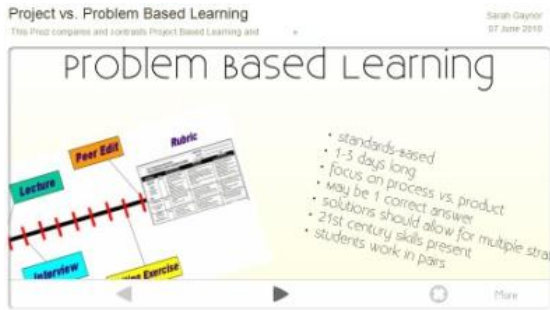 Project vs. Problem Based Learning
Sarah Gaynor
This Prezi compares and contrasts Project Based Learning and
07 June 2010
Problem Based Learning
Peer Edit
Rubric
Lecture
Interview
Exercise
• standards-based
• 1-3 days long
• focus on process vs. product
• may be 1 correct answer
• solutions should allow for multiple stra
• 21st century skills present
• students work in pairs
More